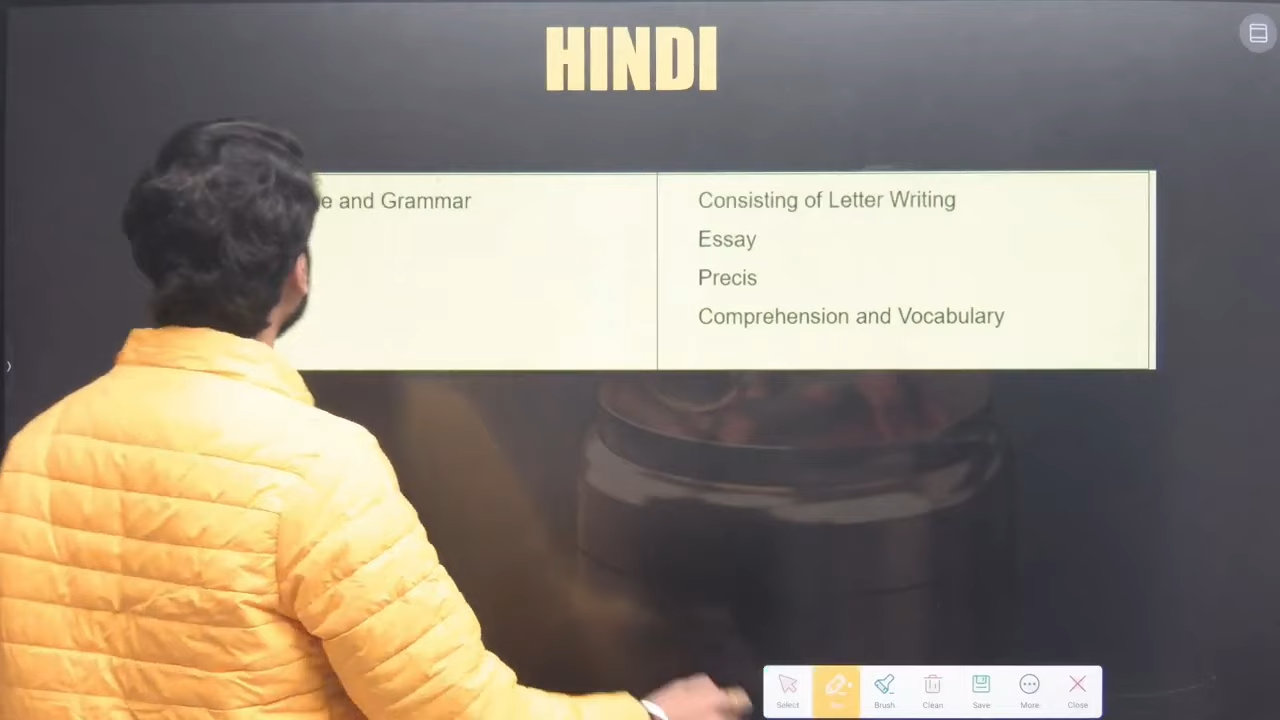 HINDI
e and Grammar
Consisting of Letter Writing
Essay
Precis
Comprehension and Vocabulary
Select
Brush
Clean
Save
More
Close